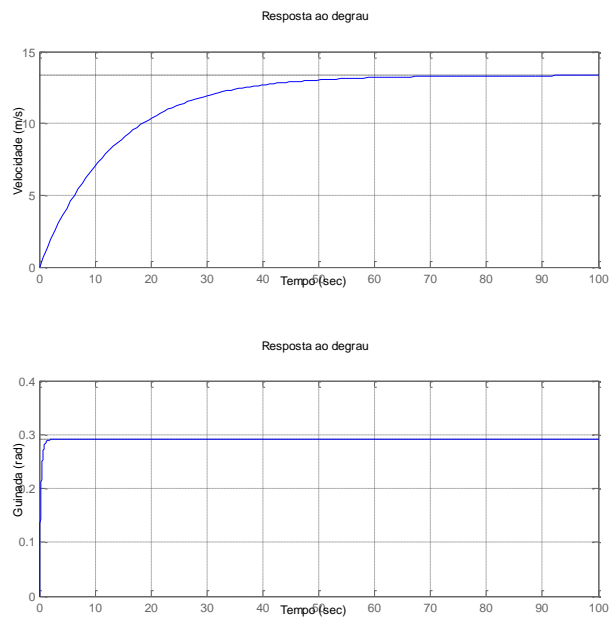 Resposta ao degrau
15
10
5
0
Velocidade (m/s)
0 10 20 30 40 50 60 70 80 90 100
Tempo (sec)
Resposta ao degrau
0.4
0.3
0.2
0.1
0
Guinada (rad)
0 10 20 30 40 50 60 70 80 90 100
Tempo (sec)